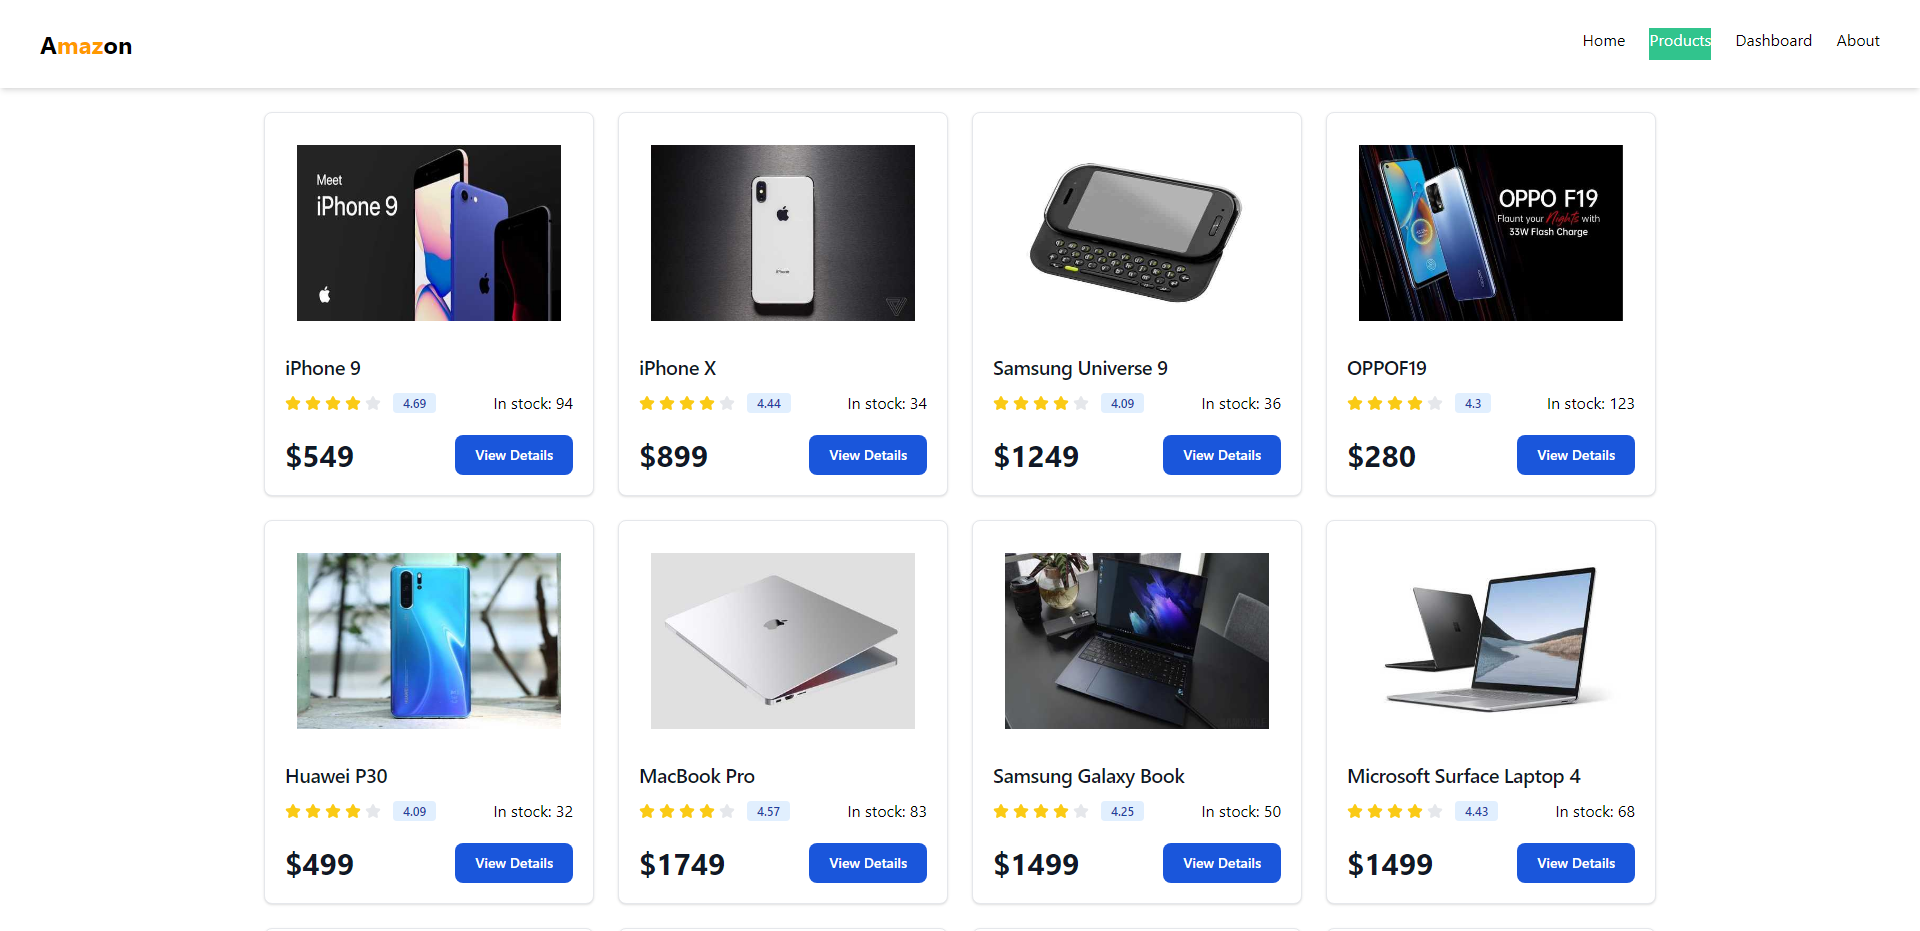 Amazon
Home Products Dashboard About
Meet
iPhone 9
iPhone
OPPO F19
Flaunt your Nights with
33W Flash Charge
iPhone 9
4.69 In stock: 94
$549 View Details
iPhone X
4.44 In stock: 34
$899 View Details
Samsung Universe 9
4.09 In stock: 36
$1249 View Details
OPPOF19
4.3 In stock: 123
$280 View Details
Huawei P30
4.09 In stock: 32
$499 View Details
MacBook Pro
4.57 In stock: 83
$1749 View Details
Samsung Galaxy Book
4.25 In stock: 50
$1499 View Details
Microsoft Surface Laptop 4
4.43 In stock: 68
$1499 View Details